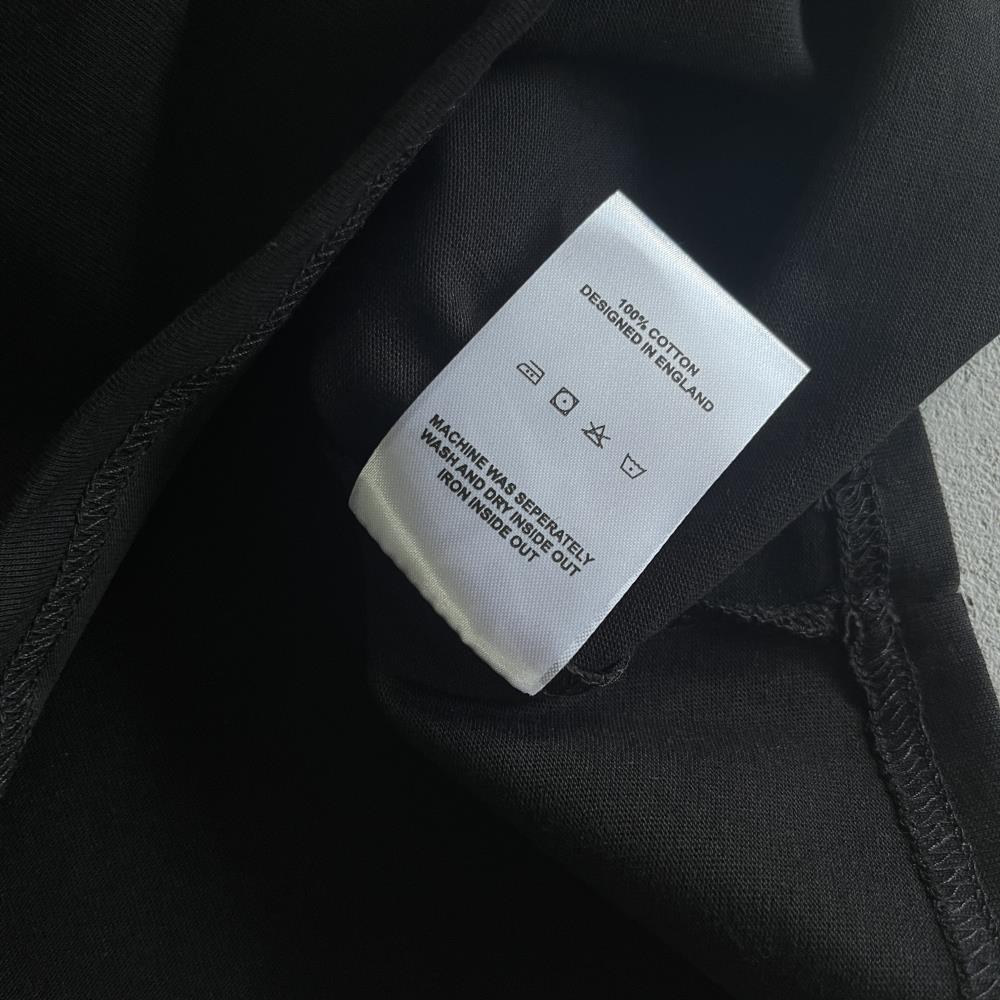 100% COTTON
DESIGNED IN ENGLAND
MACHINE WAS SEPERATELY
WASH AND DRY INSIDE OUT
IRON INSIDE OUT